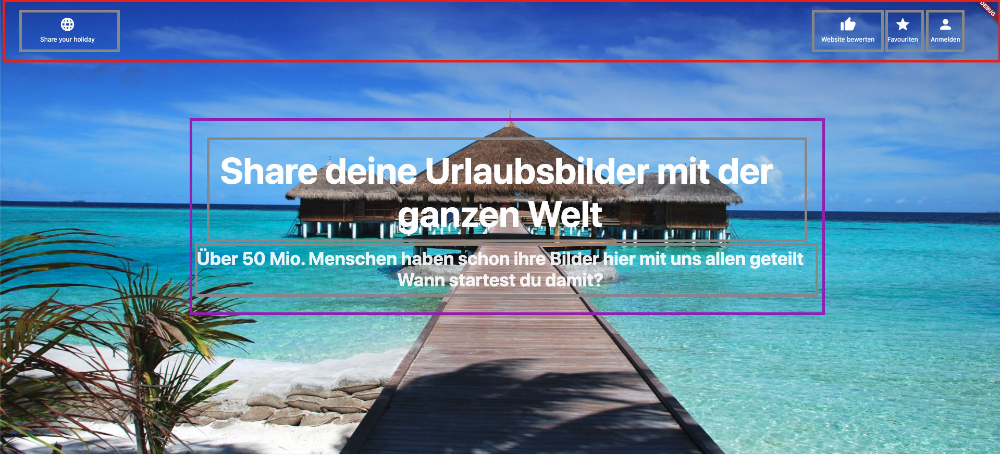 Share your holiday
Website bewerten
Favouriten
Anmelden
DEBUG
Share deine Urlaubsbilder mit der
ganzen Welt
Über 50 Mio. Menschen haben schon ihre Bilder hier mit uns allen geteilt
Wann startest du damit?